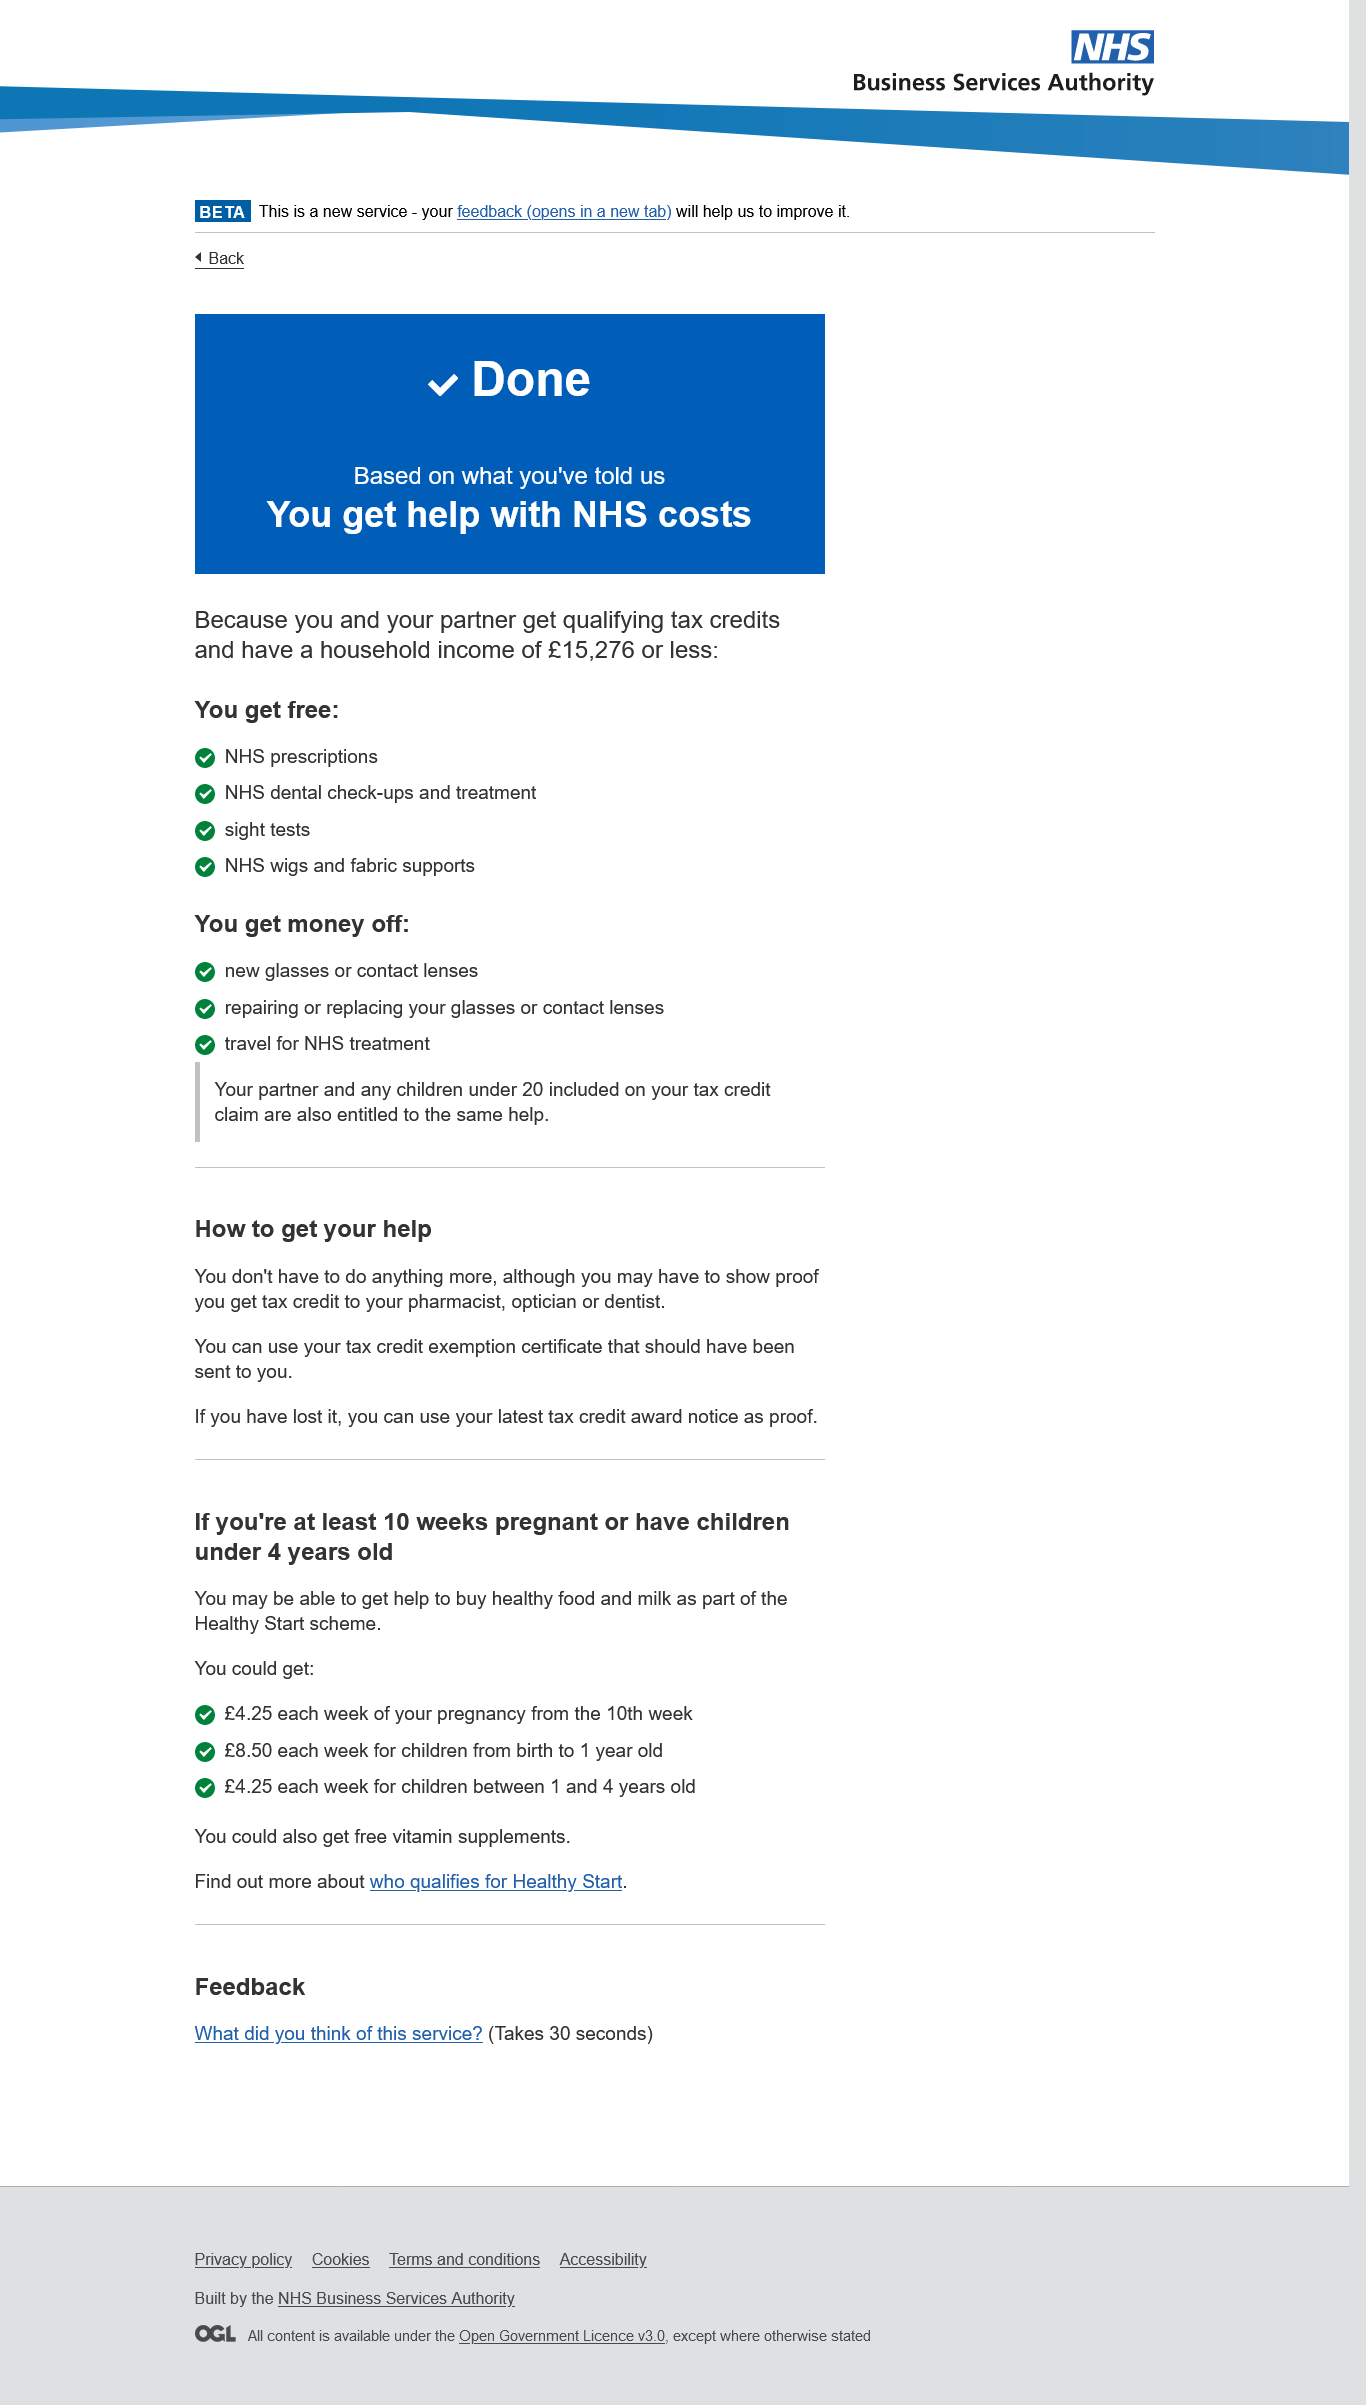 NHS
Business Services Authority
BETA This is a new service - your feedback (opens in a new tab) will help us to improve it.
Back
Done
Based on what you've told us
You get help with NHS costs
Because you and your partner get qualifying tax credits
and have a household income of £15,276 or less:
You get free:
NHS prescriptions
NHS dental check-ups and treatment
sight tests
NHS wigs and fabric supports
You get money off:
new glasses or contact lenses
repairing or replacing your glasses or contact lenses
travel for NHS treatment
Your partner and any children under 20 included on your tax credit
claim are also entitled to the same help.
How to get your help
You don't have to do anything more, although you may have to show proof
you get tax credit to your pharmacist, optician or dentist.
You can use your tax credit exemption certificate that should have been
sent to you.
If you have lost it, you can use your latest tax credit award notice as proof.
If you're at least 10 weeks pregnant or have children
under 4 years old
You may be able to get help to buy healthy food and milk as part of the
Healthy Start scheme.
You could get:
£4.25 each week of your pregnancy from the 10th week
£8.50 each week for children from birth to 1 year old
£4.25 each week for children between 1 and 4 years old
You could also get free vitamin supplements.
Find out more about who qualifies for Healthy Start.
Feedback
What did you think of this service? (Takes 30 seconds)
Privacy policy Cookies Terms and conditions Accessibility
Built by the NHS Business Services Authority
OGL All content is available under the Open Government Licence v3.0, except where otherwise stated